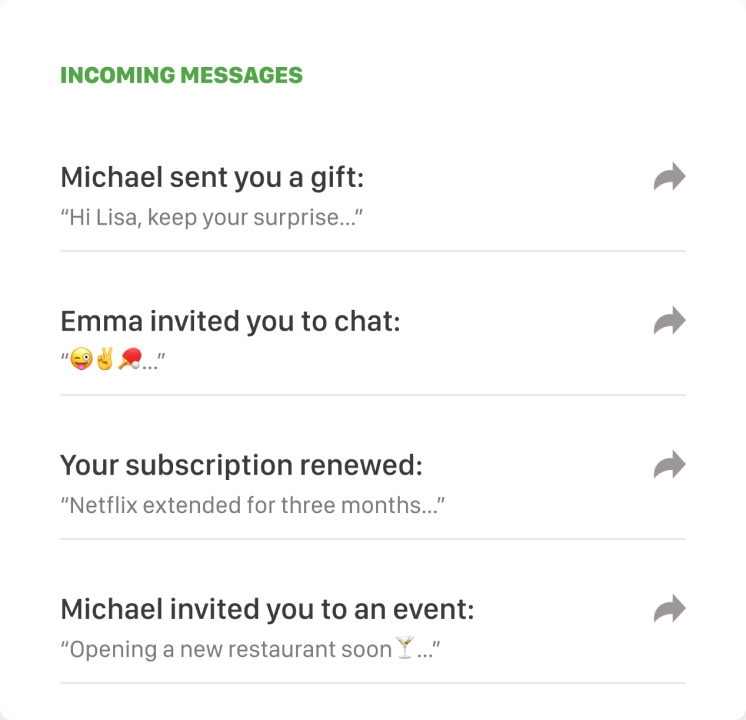 INCOMING MESSAGES
Michael sent you a gift:
“Hi Lisa, keep your surprise...”
Emma invited you to chat:
“😜✌️🏓...”
Your subscription renewed:
“Netflix extended for three months...”
Michael invited you to an event:
“Opening a new restaurant soon🍸...”